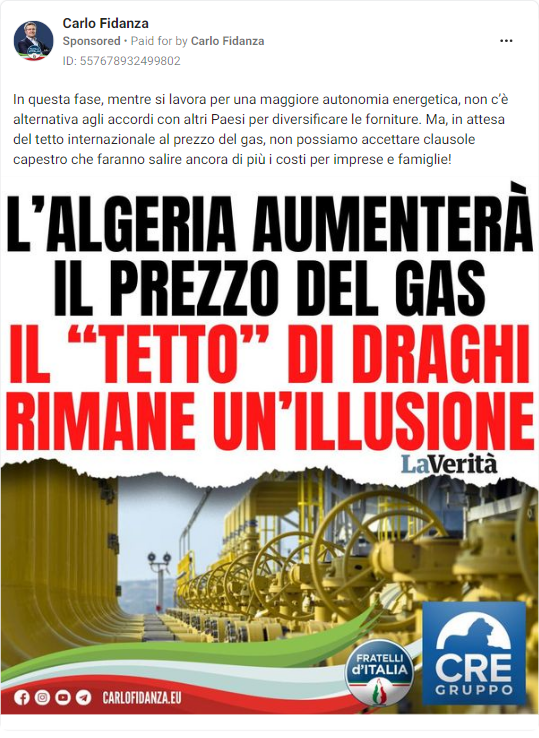 Carlo Fidanza
Sponsored • Paid for by Carlo Fidanza
ID: 557678932499802
In questa fase, mentre si lavora per una maggiore autonomia energetica, non c'è
alternativa agli accordi con altri Paesi per diversificare le forniture. Ma, in attesa
del tetto internazionale al prezzo del gas, non possiamo accettare clausole
capestro che faranno salire ancora di più i costi per imprese e famiglie!
L'ALGERIA AUMENTERÀ
IL PREZZO DEL GAS
IL “TETTO” DI DRAGHI
RIMANE UN'ILLUSIONE
LaVerità
FRATELLI
d'ITALIA
CRE
GRUPPO
CARLOFIDANZA.EU